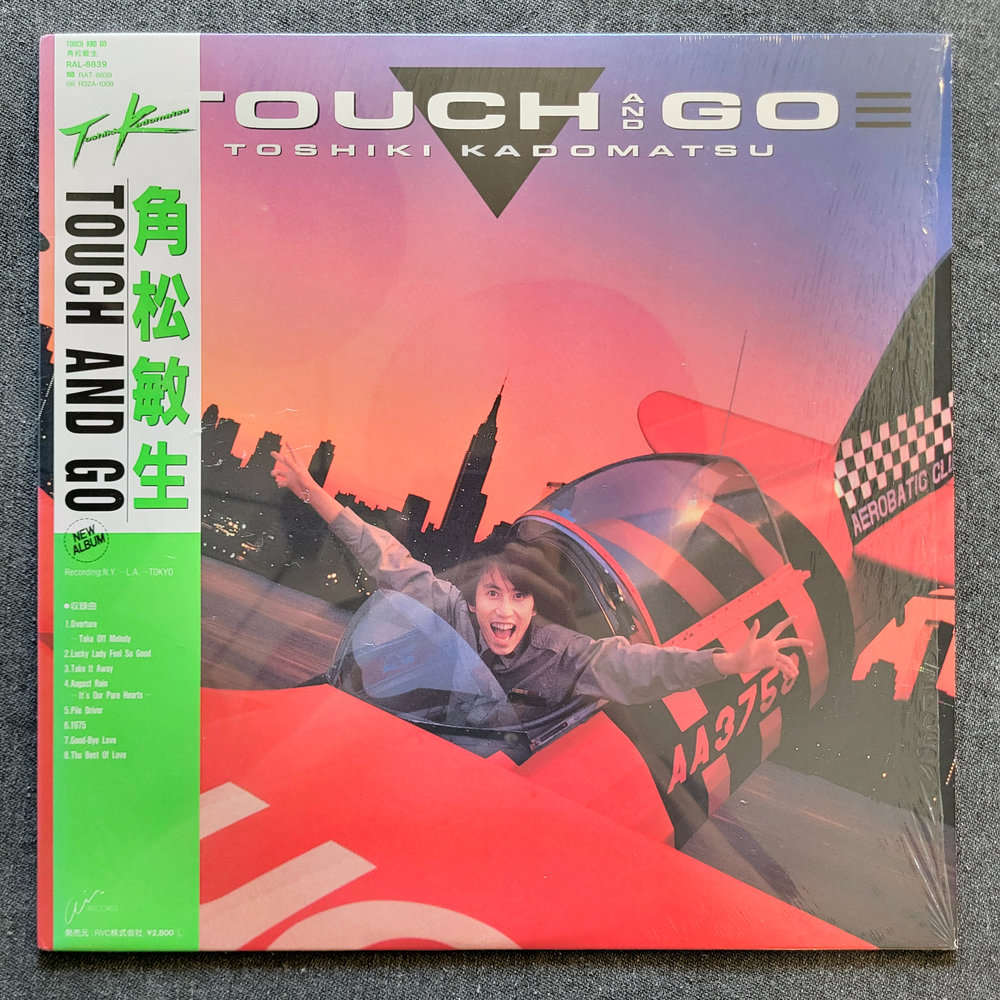 TOUCH AND GO
角松敏生
RAL-8839
RAT-8839
R32A-1008
Toshiki Kadomatsu
角松敏生
TOUCH AND GO
NEW
ALBUM
Recording:N.Y.→L.A.→TOKYO
●収録曲
1.Overture
～Take Off Melody
2.Lucky Lady Feel So Good
3.Take It Away
4.August Rain
～It's Our Pure Hearts～
5.Pile Driver
6.1975
7.Good-Bye Love
8.The Best Of Love
Air
RECORDS
発売元：RVC株式会社 ¥2,800 L
TOUCH AND GO
TOSHIKI KADOMATSU
AEROBATIC CL
AA3756